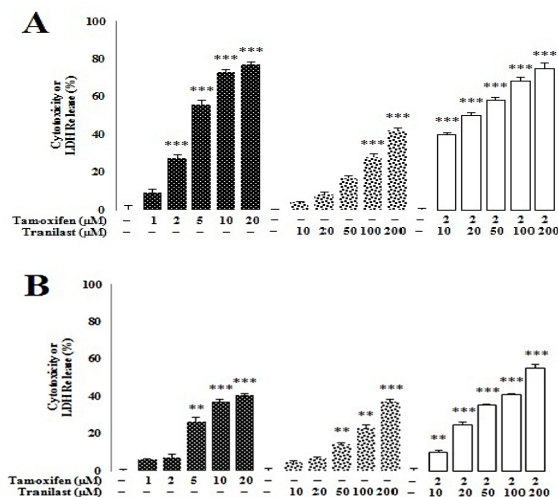 A
Cytotoxicity or
LDH Release (%)
100
80
60
40
20
0
*** *** *** *** *** *** *** *** *** *** ***
Tamoxifen (µM) – 1 2 5 10 20 – – – – – – – 2 2 2 2 2
Tranilast (µM) – – – – – – – 10 20 50 100 200 – 10 20 50 100 200
B
Cytotoxicity or
LDH Release (%)
100
80
60
40
20
0
** *** *** ** ** *** ** *** *** *** ***
Tamoxifen (µM) – 1 2 5 10 20 – – – – – – – 2 2 2 2 2
Tranilast (µM) – – – – – – – 10 20 50 100 200 – 10 20 50 100 200